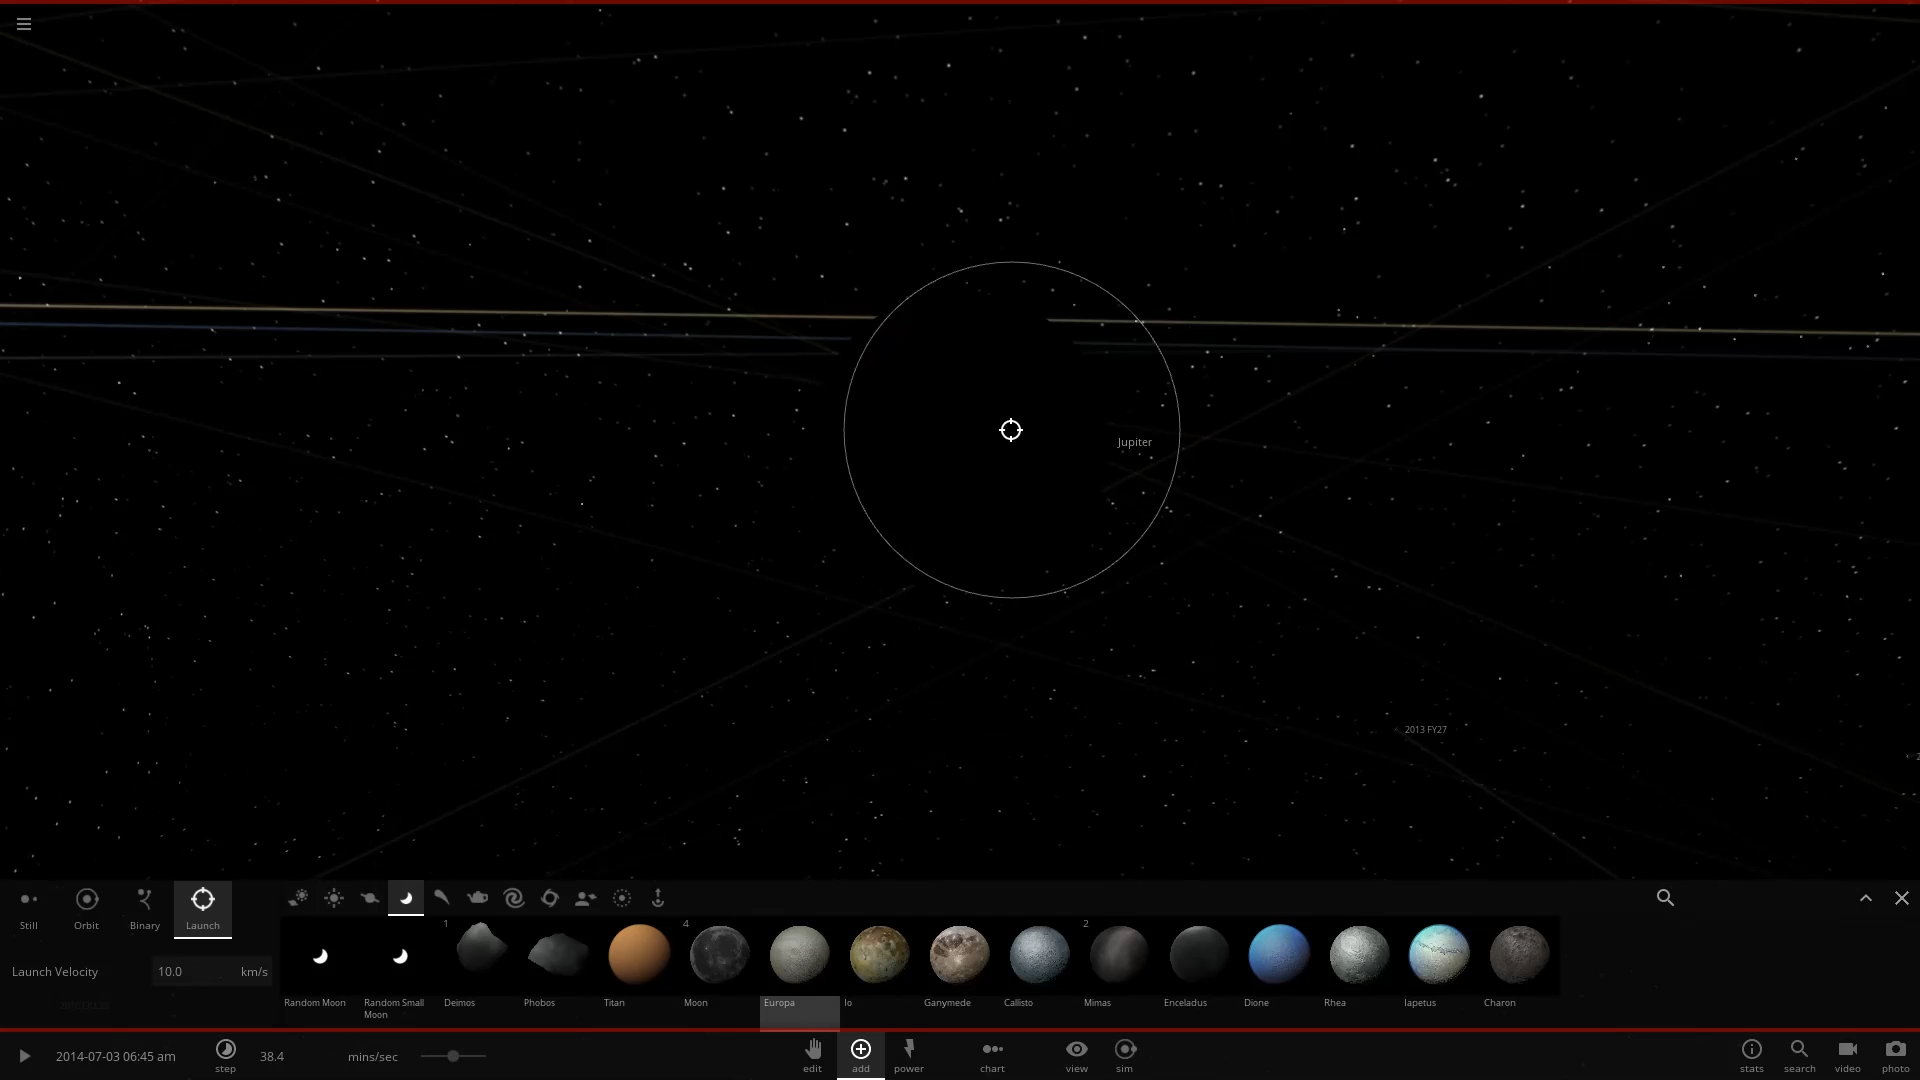 Jupiter
2013 FY27
Still
Orbit
Binary
Launch
1
4
2
Launch Velocity
10.0
km/s
Random Moon
Random Small
Moon
Deimos
Phobos
Titan
Moon
Europa
Io
Ganymede
Callisto
Mimas
Enceladus
Dione
Rhea
Iapetus
Charon
2014-07-03 06:45 am
step
38.4
mins/sec
edit
add
power
chart
view
sim
stats
search
video
photo